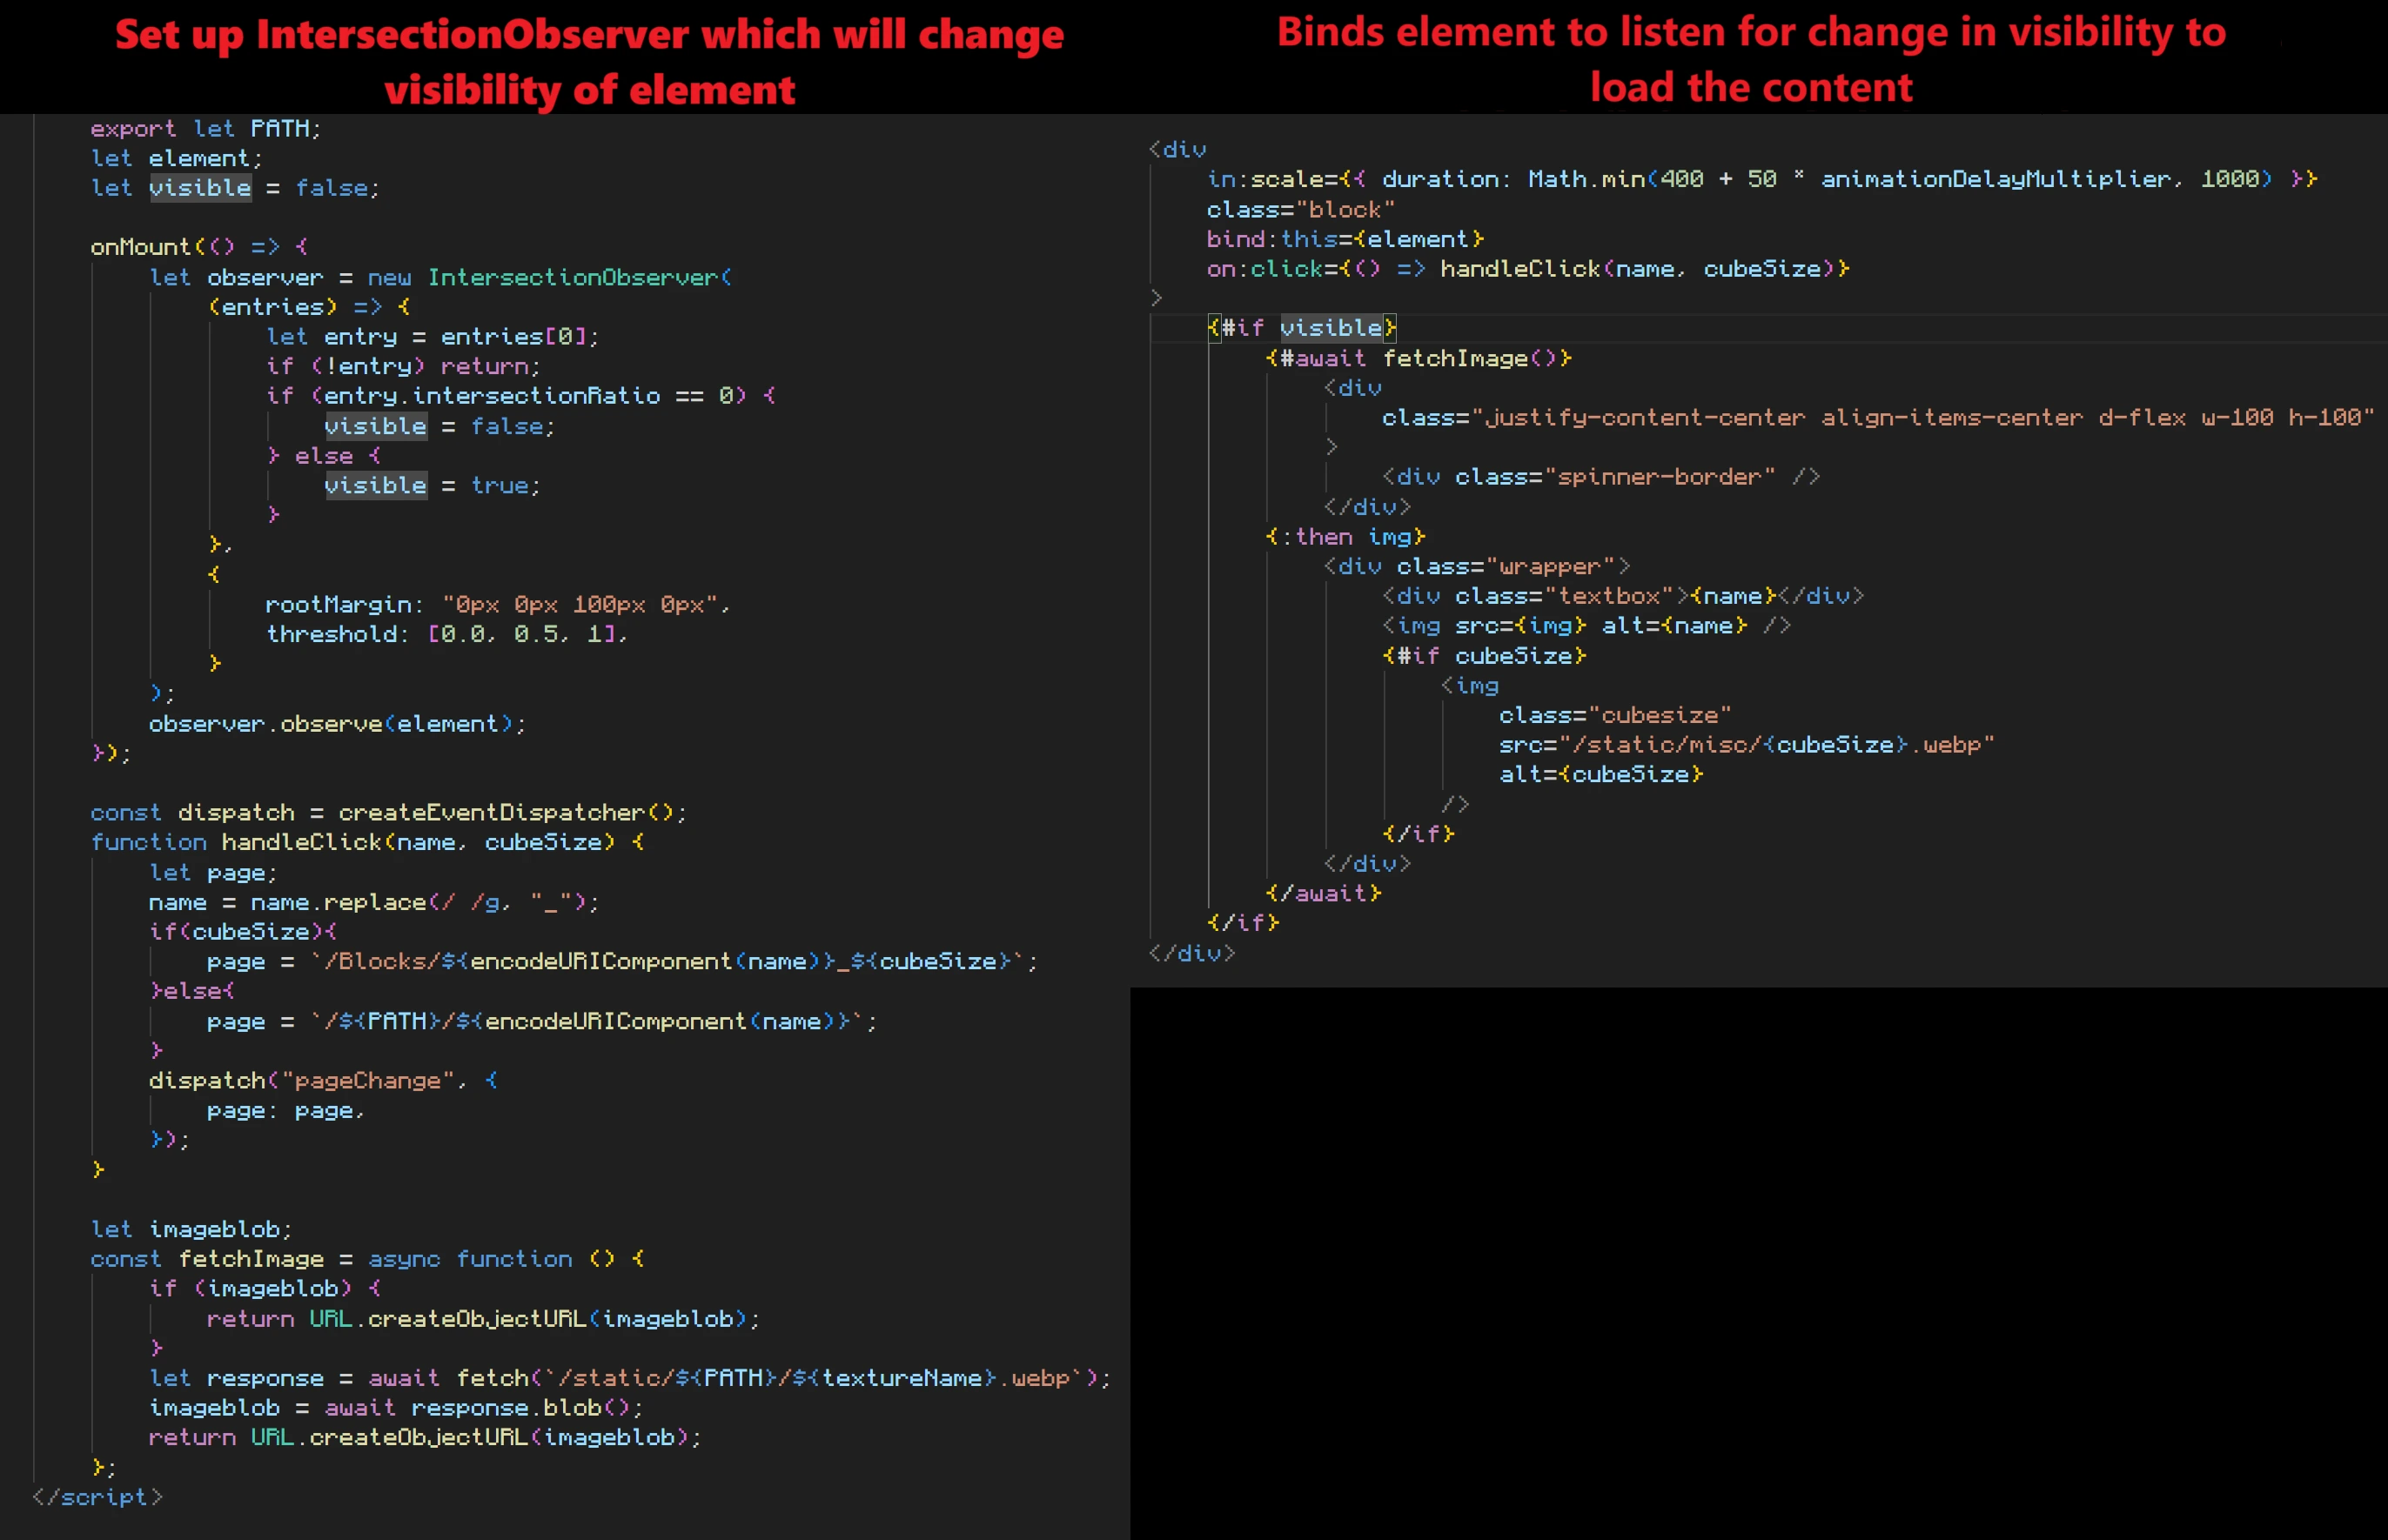 Set up IntersectionObserver which will change
visibility of element
export let PATH;
let element;
let visible = false;
onMount(() => {
let observer = new IntersectionObserver(
(entries) => {
let entry = entries[0];
if (!entry) return;
if (entry.intersectionRatio == 0) {
visible = false;
} else {
visible = true;
}
},
{
rootMargin: "0px 0px 100px 0px",
threshold: [0.0, 0.5, 1],
}
);
observer.observe(element);
});
const dispatch = createEventDispatcher();
function handleClick(name, cubeSize) {
let page;
name = name.replace(/ /g, "_");
if(cubeSize){
page = `/Blocks/${encodeURIComponent(name)}_${cubeSize}`;
}else{
page = `/${PATH}/${encodeURIComponent(name)}`;
}
dispatch("pageChange", {
page: page,
});
}
let imageblob;
const fetchImage = async function () {
if (imageblob) {
return URL.createObjectURL(imageblob);
}
let response = await fetch(`/static/${PATH}/${textureName}.webp`);
imageblob = await response.blob();
return URL.createObjectURL(imageblob);
};
</script>
Binds element to listen for change in visibility to
load the content
<div
in:scale={{ duration: Math.min(400 + 50 * animationDelayMultiplier, 1000) }}
class="block"
bind:this={element}
on:click={() => handleClick(name, cubeSize)}
>
{#if visible}
{#await fetchImage()}
<div
class="justify-content-center align-items-center d-flex w-100 h-100"
>
<div class="spinner-border" />
</div>
{:then img}
<div class="wrapper">
<div class="textbox">{name}</div>
<img src={img} alt={name} />
{#if cubeSize}
<img
class="cubesize"
src="/static/misc/{cubeSize}.webp"
alt={cubeSize}
/>
{/if}
</div>
{/await}
{/if}
</div>